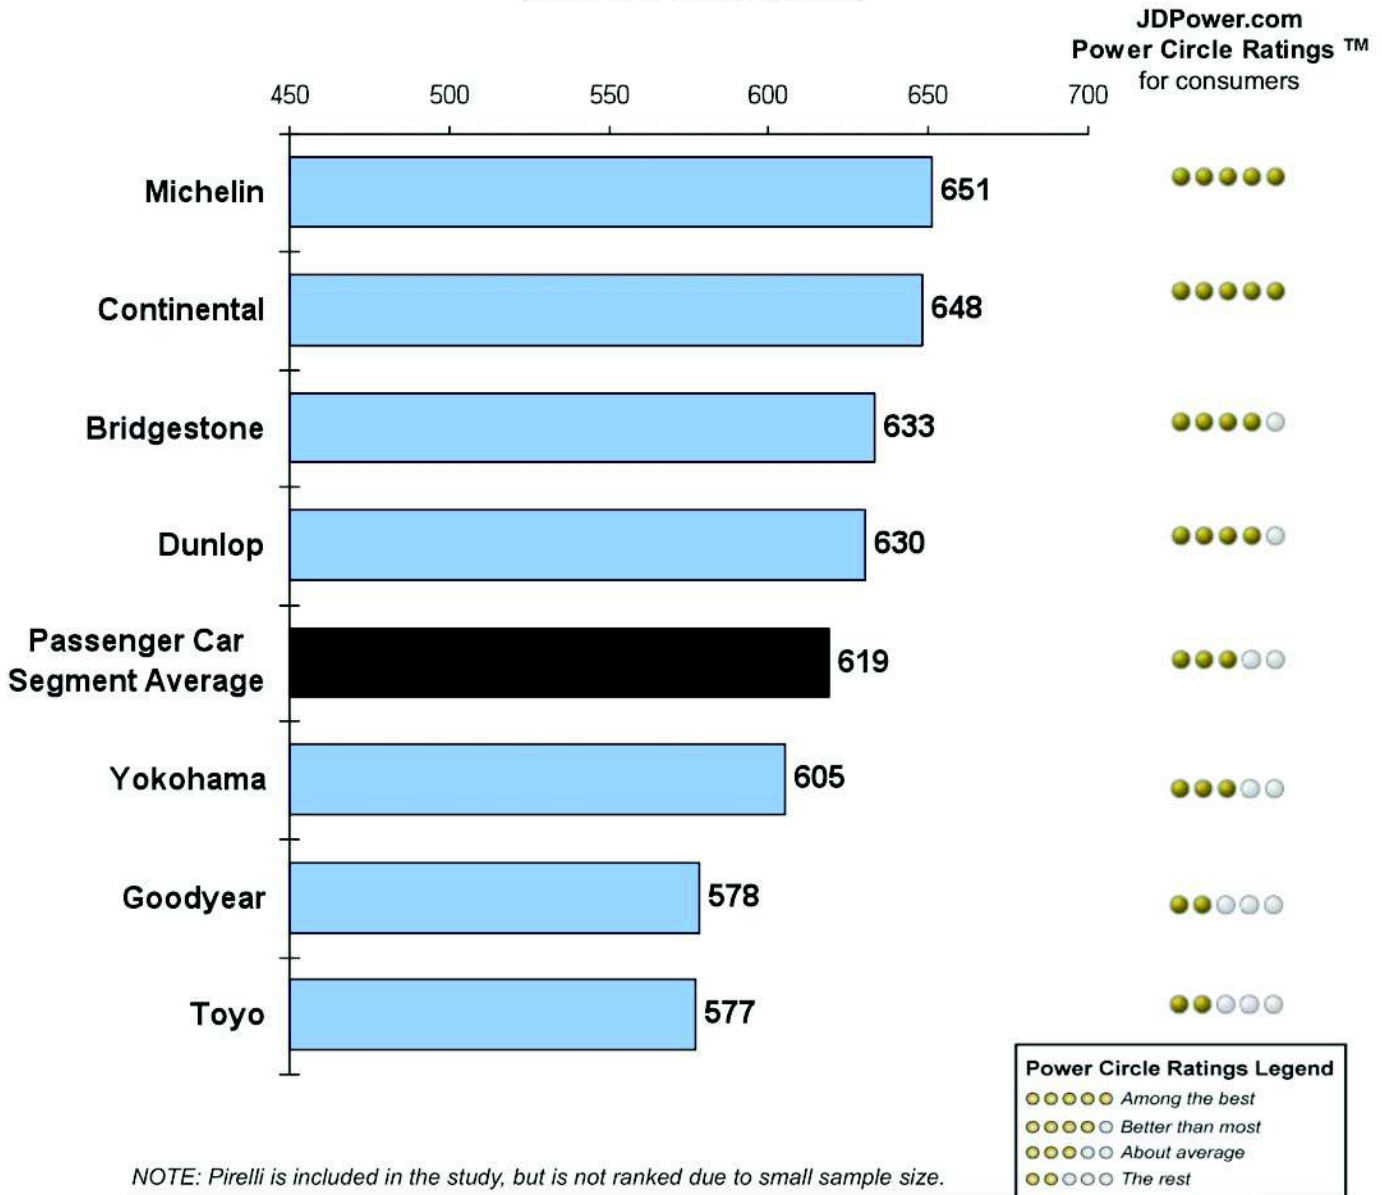 JDPower.com
Power Circle Ratings ™
for consumers
450 500 550 600 650 700
Michelin 651
Continental 648
Bridgestone 633
Dunlop 630
Passenger Car
Segment Average 619
Yokohama 605
Goodyear 578
Toyo 577
Power Circle Ratings Legend
Among the best
Better than most
About average
The rest
NOTE: Pirelli is included in the study, but is not ranked due to small sample size.